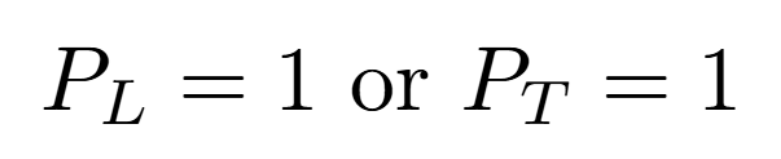 $P_L = 1$ or $P_T = 1$